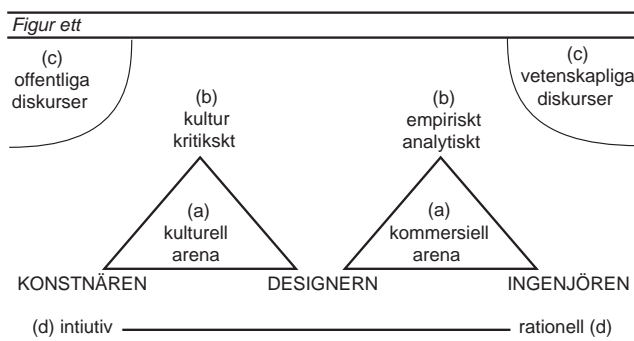 Figur ett
(c)
offentliga
diskurser
(c)
vetenskapliga
diskurser
(b)
kultur
kritikskt
(b)
empiriskt
analytiskt
(a)
kulturell
arena
(a)
kommersiell
arena
KONSTNÄREN DESIGNERN INGENJÖREN
(d) intiutiv rationell (d)